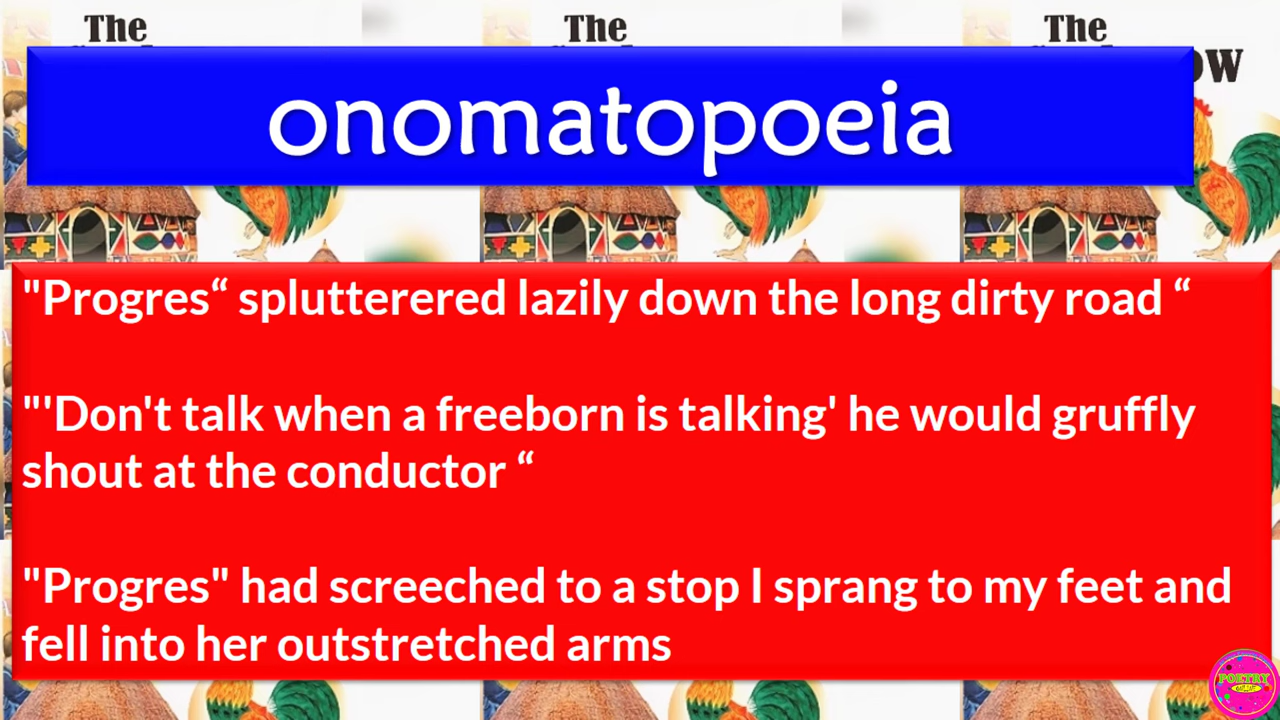 The The The
OW
onomatopoeia
"Progres“ splutterered lazily down the long dirty road “
"'Don't talk when a freeborn is talking' he would gruffly
shout at the conductor “
"Progres" had screeched to a stop I sprang to my feet and
fell into her outstretched arms
POETRY